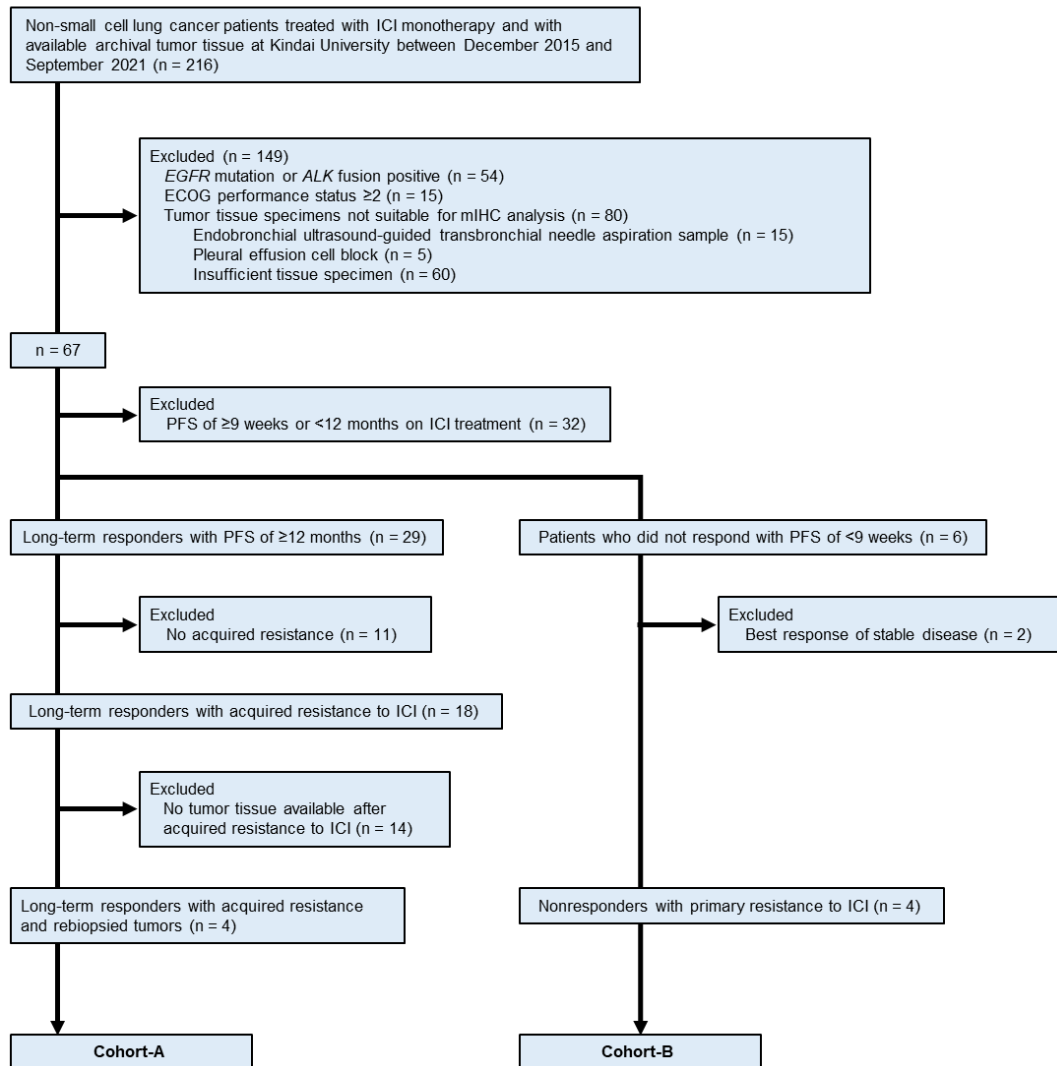 Non-small cell lung cancer patients treated with ICI monotherapy and with
available archival tumor tissue at Kindai University between December 2015 and
September 2021 (n = 216)
Excluded (n = 149)
EGFR mutation or ALK fusion positive (n = 54)
ECOG performance status ≥2 (n = 15)
Tumor tissue specimens not suitable for mIHC analysis (n = 80)
Endobronchial ultrasound-guided transbronchial needle aspiration sample (n = 15)
Pleural effusion cell block (n = 5)
Insufficient tissue specimen (n = 60)
n = 67
Excluded
PFS of ≥9 weeks or <12 months on ICI treatment (n = 32)
Long-term responders with PFS of ≥12 months (n = 29)
Patients who did not respond with PFS of <9 weeks (n = 6)
Excluded
No acquired resistance (n = 11)
Excluded
Best response of stable disease (n = 2)
Long-term responders with acquired resistance to ICI (n = 18)
Excluded
No tumor tissue available after
acquired resistance to ICI (n = 14)
Long-term responders with acquired resistance
and rebiopsied tumors (n = 4)
Nonresponders with primary resistance to ICI (n = 4)
Cohort-A
Cohort-B